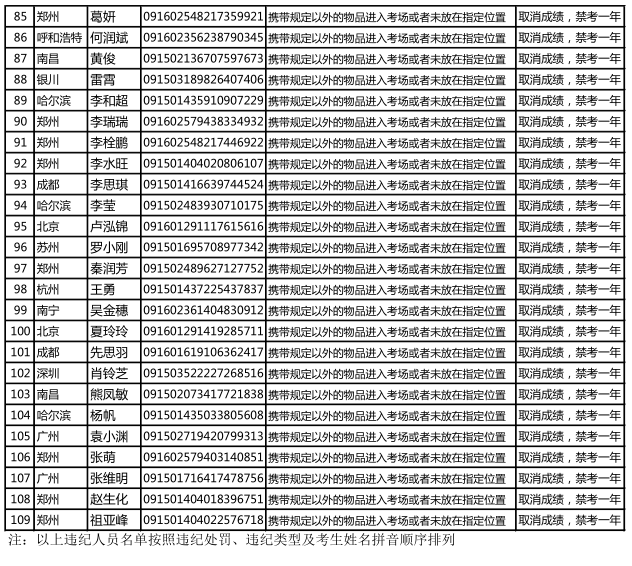 85 郑州 葛妍 091602548217359921 携带规定以外的物品进入考场或者未放在指定位置 取消成绩，禁考一年
86 呼和浩特 何润斌 091602356238790345 携带规定以外的物品进入考场或者未放在指定位置 取消成绩，禁考一年
87 南昌 黄俊 091502136707597673 携带规定以外的物品进入考场或者未放在指定位置 取消成绩，禁考一年
88 银川 雷霄 091503189826407406 携带规定以外的物品进入考场或者未放在指定位置 取消成绩，禁考一年
89 哈尔滨 李和超 091501435910907229 携带规定以外的物品进入考场或者未放在指定位置 取消成绩，禁考一年
90 郑州 李瑞瑞 091602579438334932 携带规定以外的物品进入考场或者未放在指定位置 取消成绩，禁考一年
91 郑州 李栓鹏 091602548217446922 携带规定以外的物品进入考场或者未放在指定位置 取消成绩，禁考一年
92 郑州 李水旺 091501404020806107 携带规定以外的物品进入考场或者未放在指定位置 取消成绩，禁考一年
93 成都 李思琪 091501416639744524 携带规定以外的物品进入考场或者未放在指定位置 取消成绩，禁考一年
94 哈尔滨 李莹 091502483930710175 携带规定以外的物品进入考场或者未放在指定位置 取消成绩，禁考一年
95 北京 卢泓锦 091601291117615616 携带规定以外的物品进入考场或者未放在指定位置 取消成绩，禁考一年
96 苏州 罗小刚 091501695708977342 携带规定以外的物品进入考场或者未放在指定位置 取消成绩，禁考一年
97 郑州 秦润芳 091502489627127752 携带规定以外的物品进入考场或者未放在指定位置 取消成绩，禁考一年
98 杭州 王勇 091501437225437837 携带规定以外的物品进入考场或者未放在指定位置 取消成绩，禁考一年
99 南宁 吴金穗 091602361404830912 携带规定以外的物品进入考场或者未放在指定位置 取消成绩，禁考一年
100 北京 夏玲玲 091601291419285711 携带规定以外的物品进入考场或者未放在指定位置 取消成绩，禁考一年
101 成都 先思羽 091601619106362417 携带规定以外的物品进入考场或者未放在指定位置 取消成绩，禁考一年
102 深圳 肖铃芝 091503522227268516 携带规定以外的物品进入考场或者未放在指定位置 取消成绩，禁考一年
103 南昌 熊凤敏 091502073417721838 携带规定以外的物品进入考场或者未放在指定位置 取消成绩，禁考一年
104 哈尔滨 杨帆 091501435033805608 携带规定以外的物品进入考场或者未放在指定位置 取消成绩，禁考一年
105 广州 袁小渊 091502719420799313 携带规定以外的物品进入考场或者未放在指定位置 取消成绩，禁考一年
106 郑州 张萌 091602579403140851 携带规定以外的物品进入考场或者未放在指定位置 取消成绩，禁考一年
107 广州 张维明 091501716417478756 携带规定以外的物品进入考场或者未放在指定位置 取消成绩，禁考一年
108 郑州 赵生化 091501404018396751 携带规定以外的物品进入考场或者未放在指定位置 取消成绩，禁考一年
109 郑州 祖亚峰 091501404022576718 携带规定以外的物品进入考场或者未放在指定位置 取消成绩，禁考一年
注：以上违纪人员名单按照违纪处罚、违纪类型及考生姓名拼音顺序排列